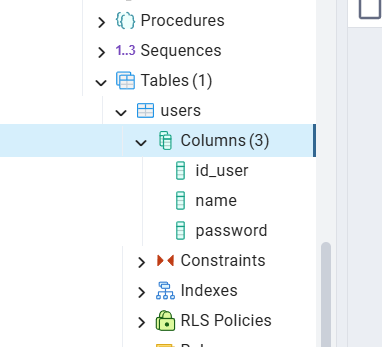 Procedures
1..3 Sequences
Tables (1)
users
Columns (3)
id_user
name
password
Constraints
Indexes
RLS Policies